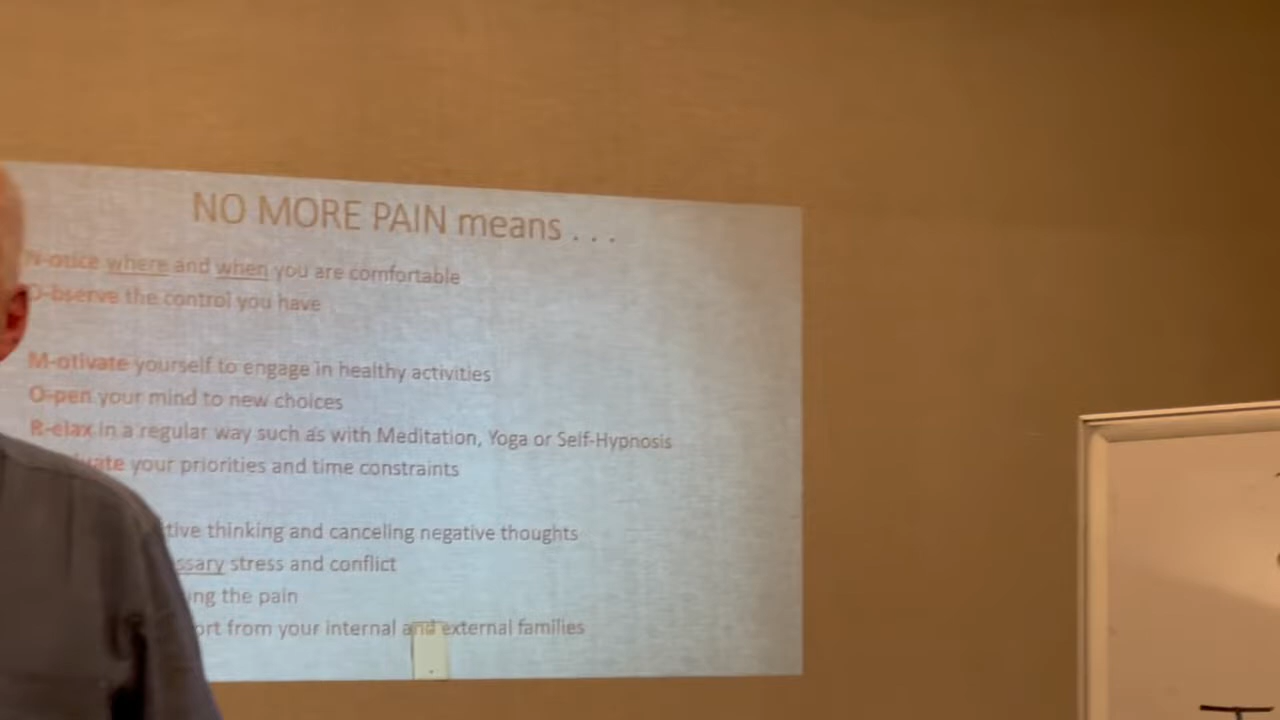 NO MORE PAIN means . . .
N-otice where and when you are comfortable
O-bserve the control you have
M-otivate yourself to engage in healthy activities
O-pen your mind to new choices
R-elax in a regular way such as with Meditation, Yoga or Self-Hypnosis
your priorities and time constraints
thinking and canceling negative thoughts
stress and conflict
the pain
from your internal and external families